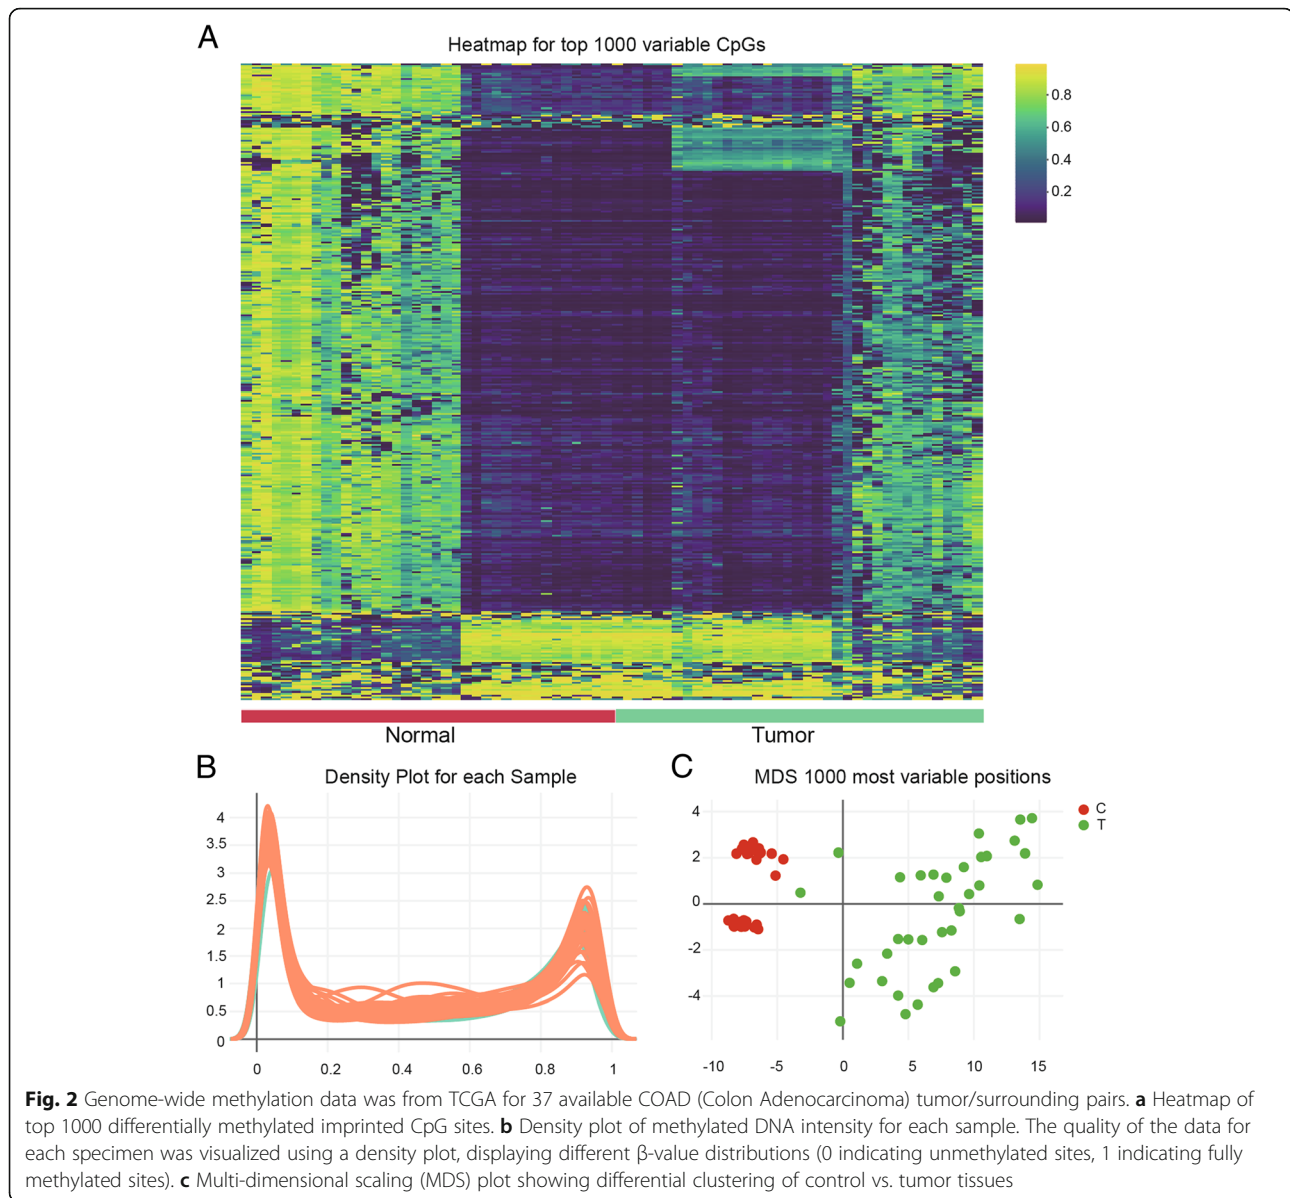 A
Heatmap for top 1000 variable CpGs
0.8
0.6
0.4
0.2
Normal
Tumor
B
Density Plot for each Sample
4
3.5
3
2.5
2
1.5
1
0.5
0
0
0.2
0.4
0.6
0.8
1
C
MDS 1000 most variable positions
C
T
4
2
0
-2
-4
-10
-5
0
5
10
15
Fig. 2 Genome-wide methylation data was from TCGA for 37 available COAD (Colon Adenocarcinoma) tumor/surrounding pairs. a Heatmap of
top 1000 differentially methylated imprinted CpG sites. b Density plot of methylated DNA intensity for each sample. The quality of the data for
each specimen was visualized using a density plot, displaying different β-value distributions (0 indicating unmethylated sites, 1 indicating fully
methylated sites). c Multi-dimensional scaling (MDS) plot showing differential clustering of control vs. tumor tissues